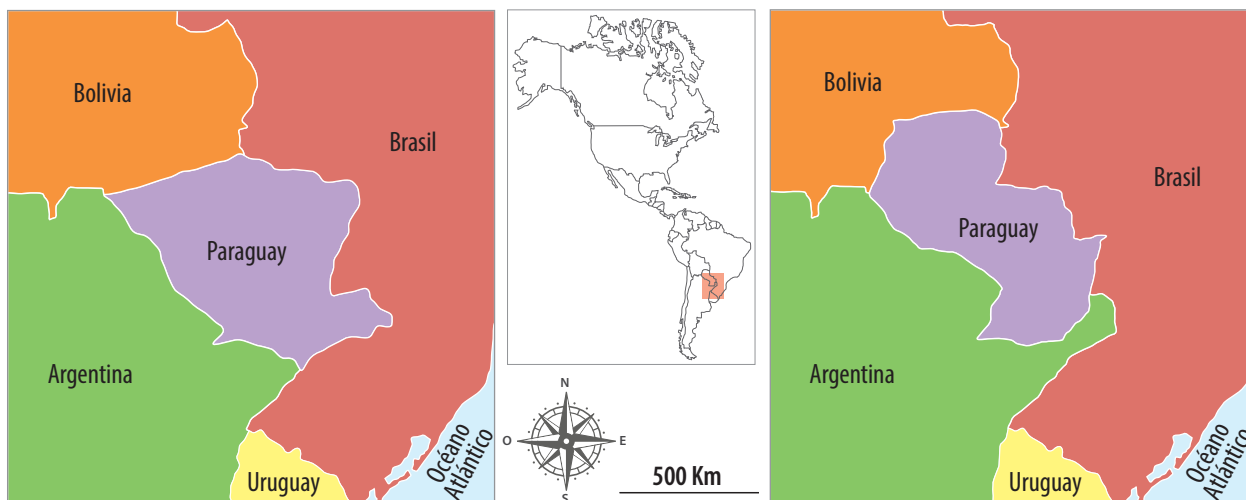 Bolivia
Brasil
Paraguay
Argentina
Uruguay
Océano
Atlántico
N
O
E
S
500 Km
Bolivia
Brasil
Paraguay
Argentina
Uruguay
Océano
Atlántico